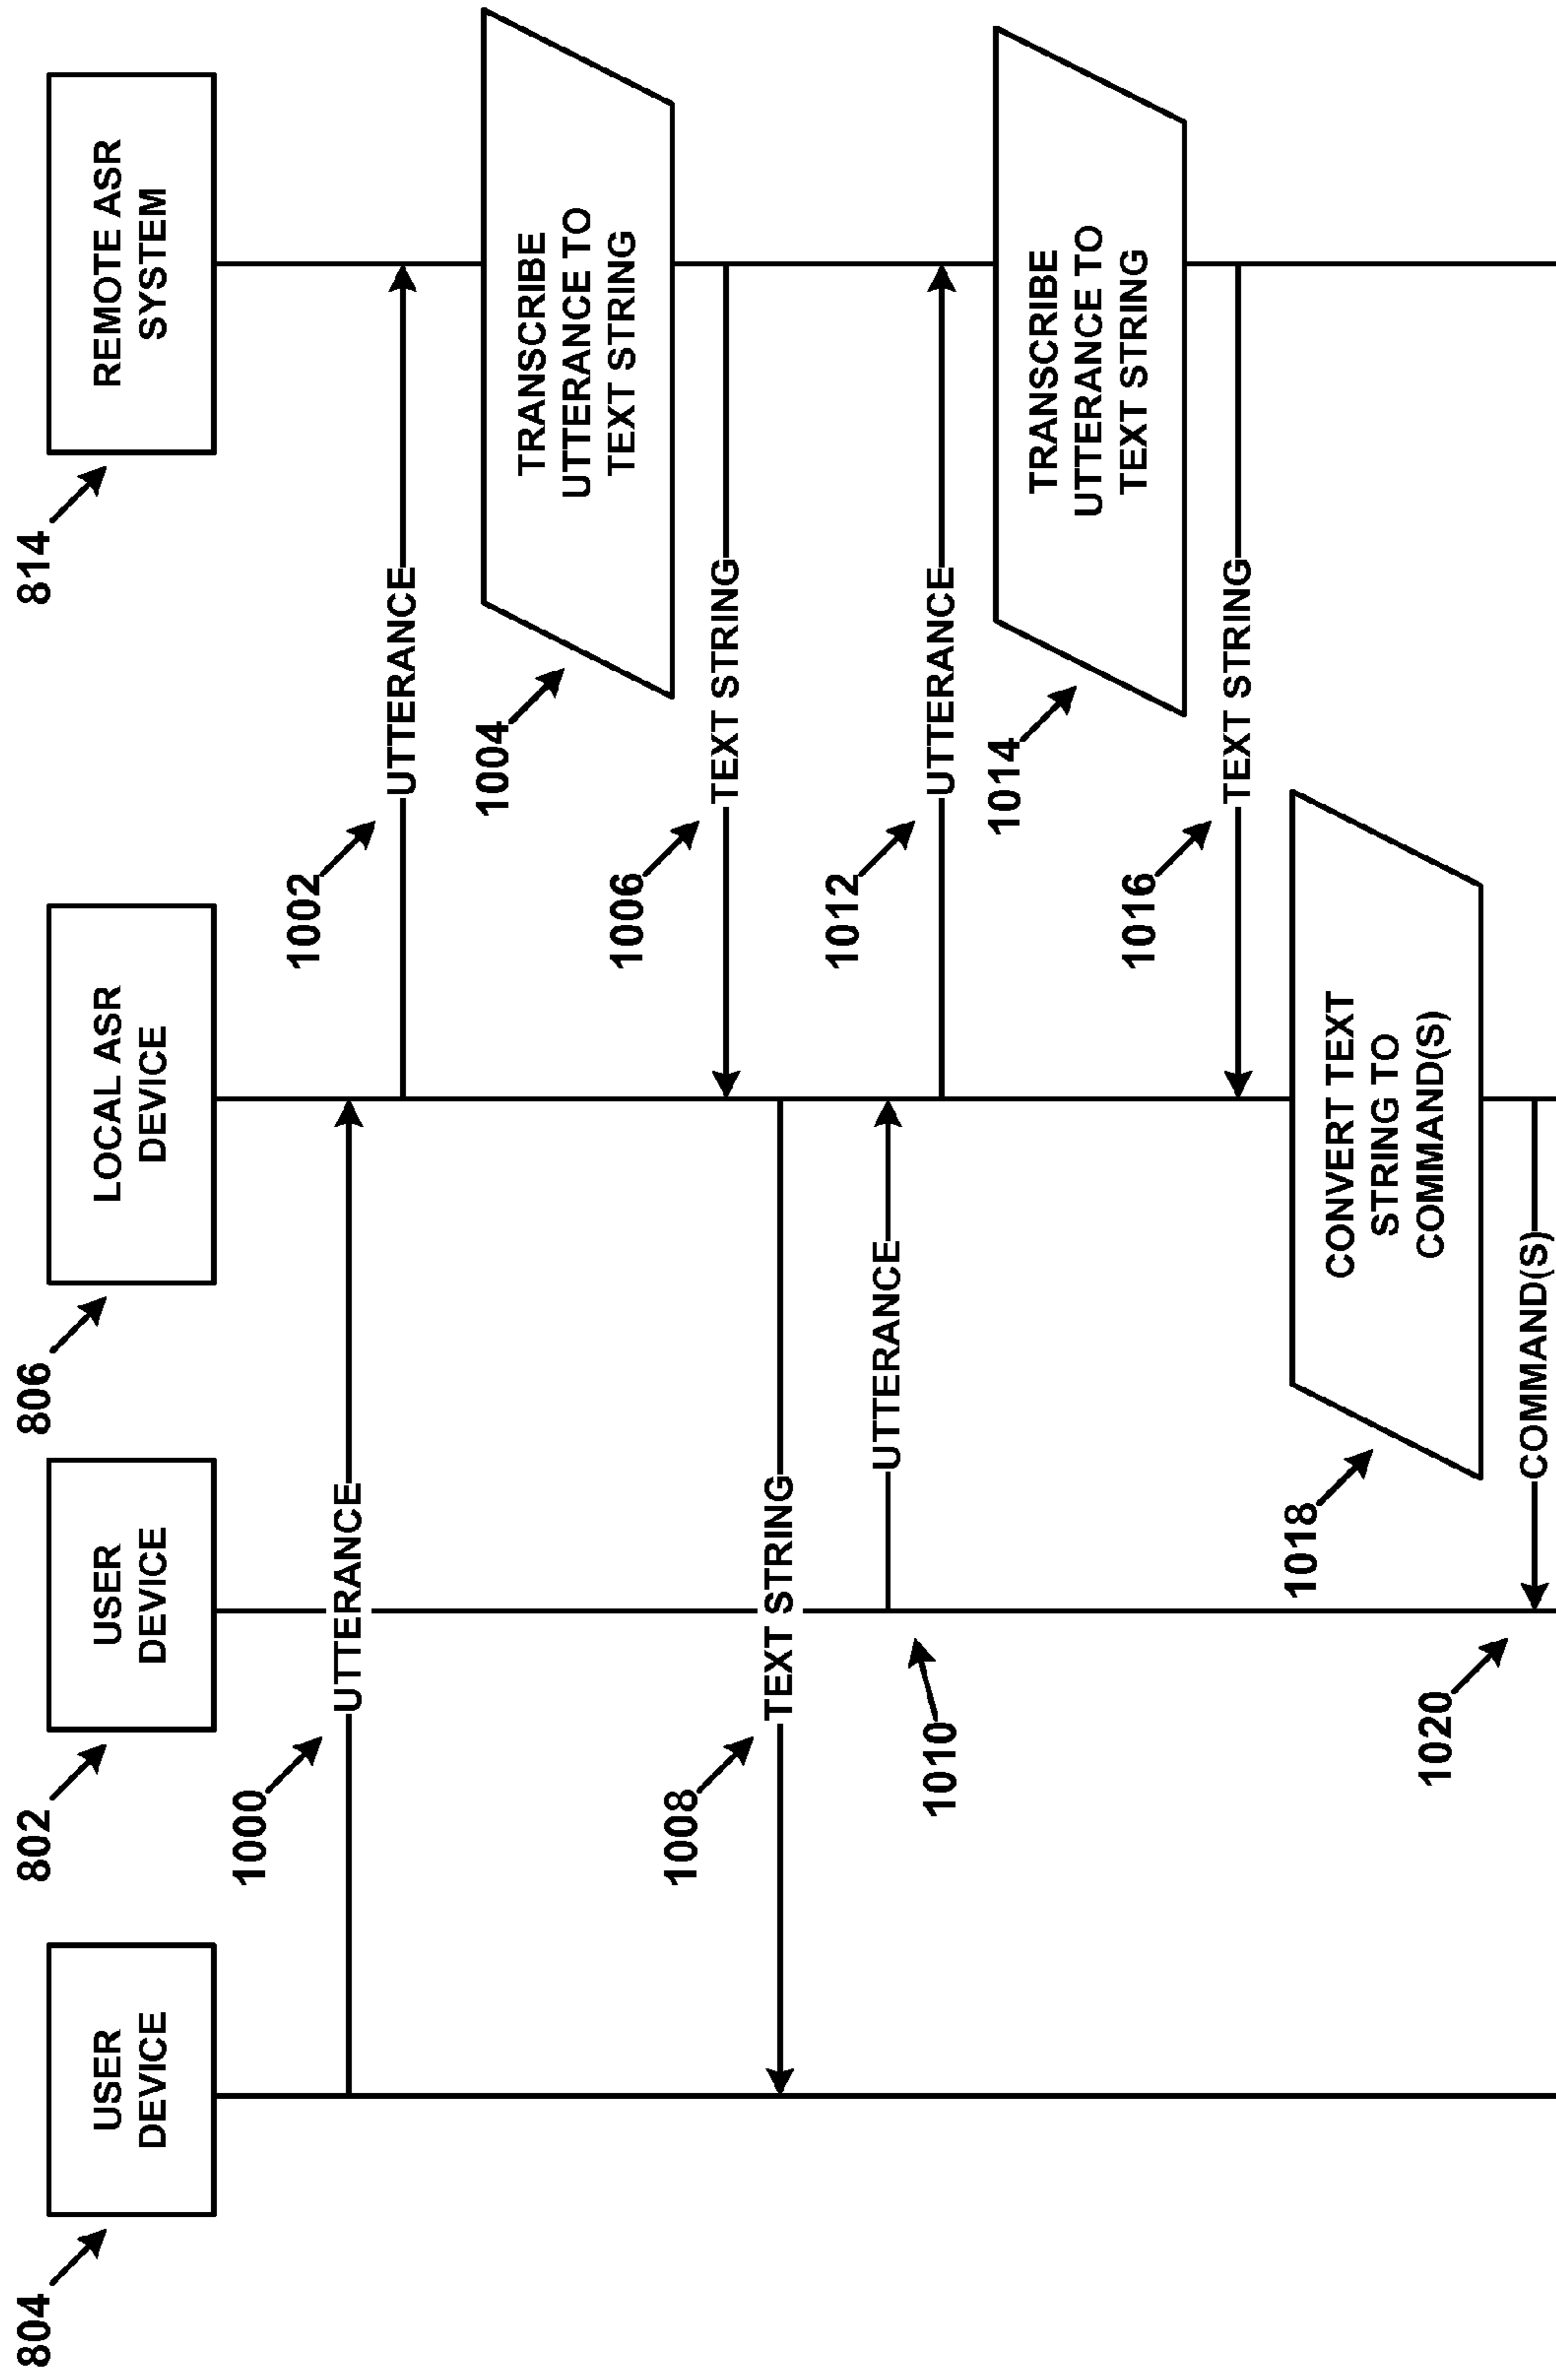 804
USER
DEVICE
802
USER
DEVICE
806
LOCAL ASR
DEVICE
814
REMOTE ASR
SYSTEM
1000
UTTERANCE
1002
UTTERANCE
1004
TRANSCRIBE
UTTERANCE TO
TEXT STRING
1006
TEXT STRING
1008
TEXT STRING
1010
UTTERANCE
1012
UTTERANCE
1014
TRANSCRIBE
UTTERANCE TO
TEXT STRING
1016
TEXT STRING
1018
CONVERT TEXT
STRING TO
COMMAND(S)
1020
COMMAND(S)